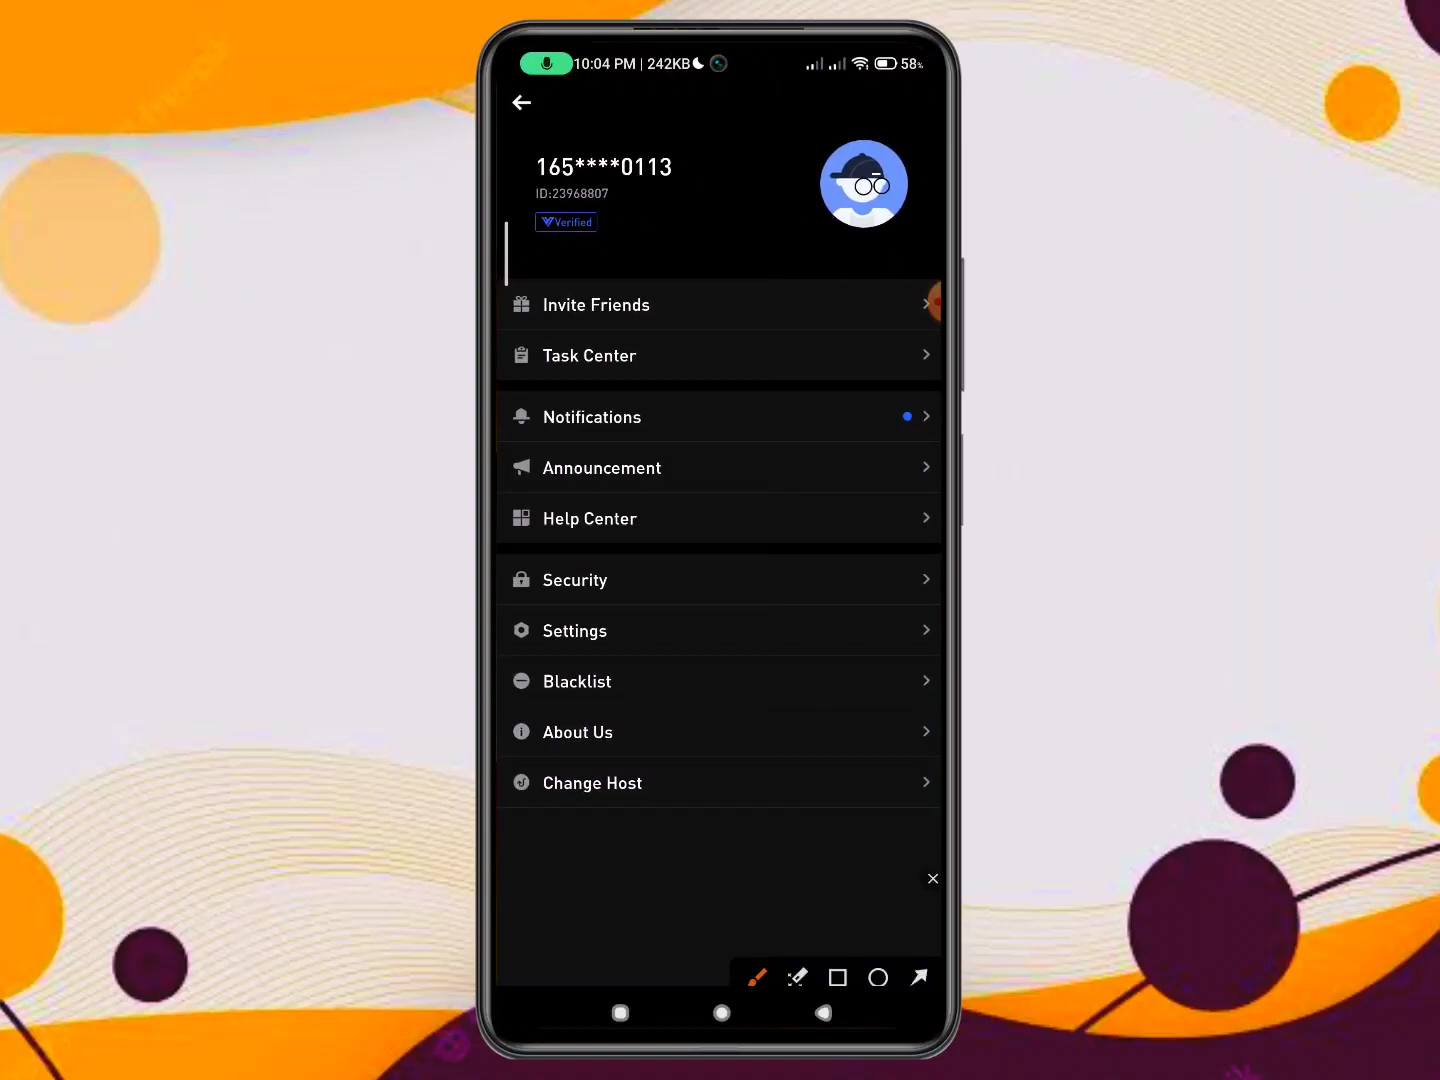 10:04 PM | 242KB
58%
165****0113
ID:23968807
Verified
Invite Friends
Task Center
Notifications
Announcement
Help Center
Security
Settings
Blacklist
About Us
Change Host